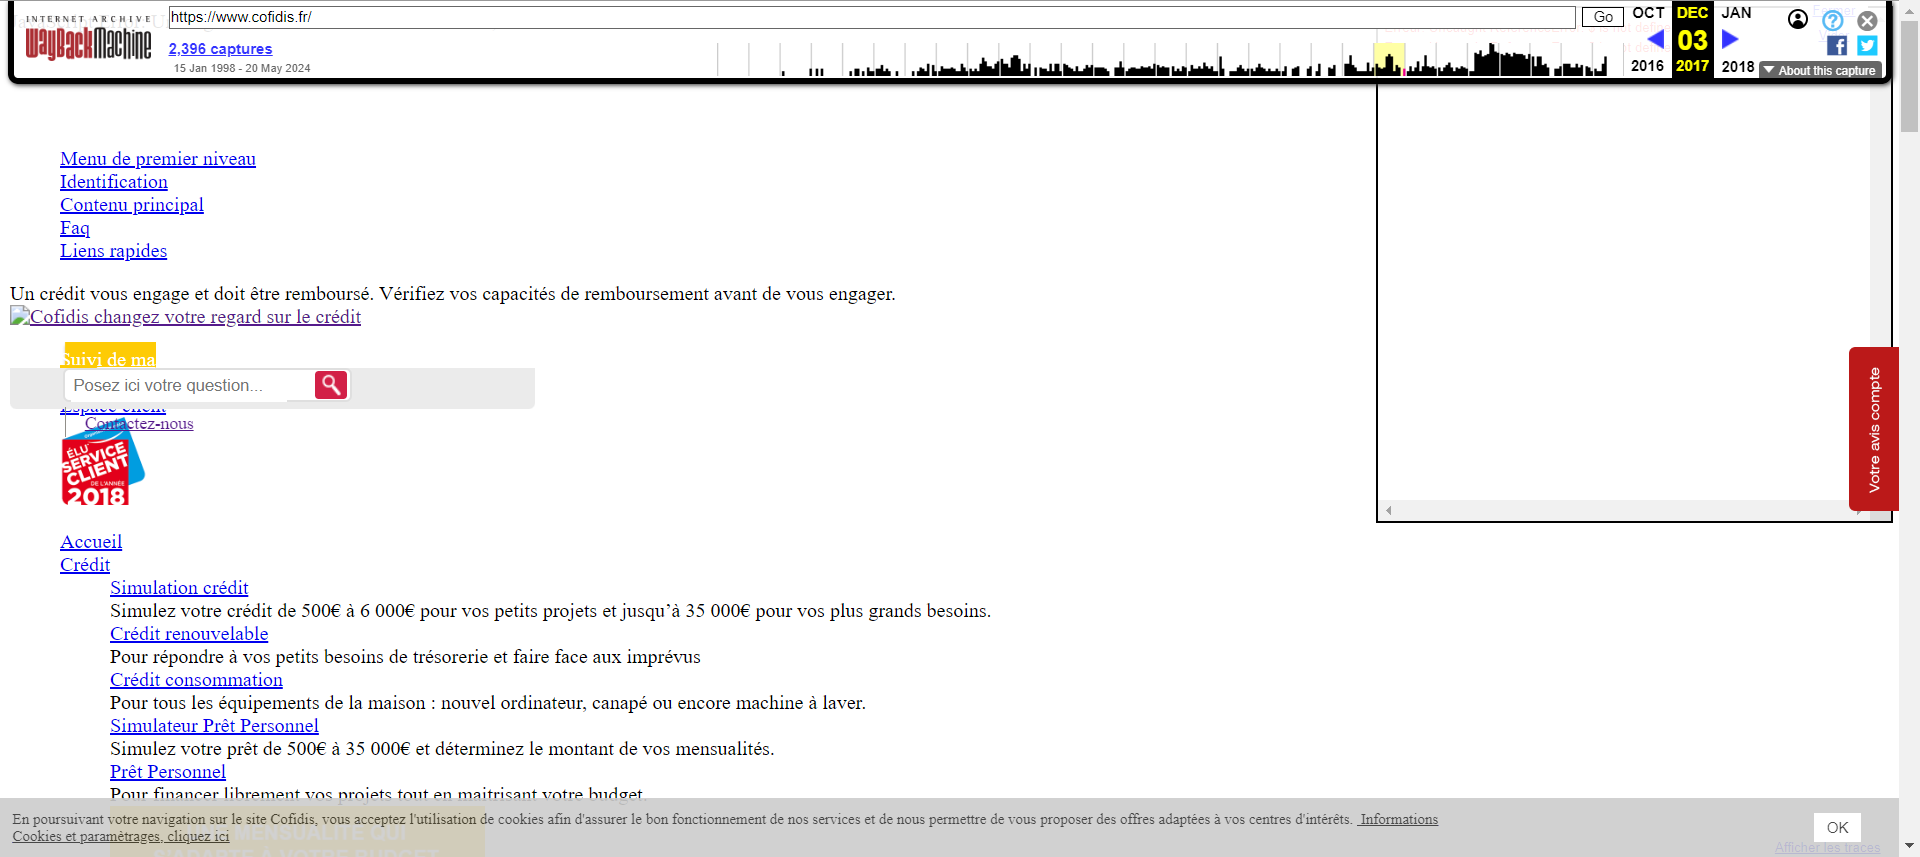 INTERNET ARCHIVE
WayBackMachine
https://www.cofidis.fr/
Go
OCT DEC JAN
03
2016 2017 2018
2,396 captures
15 Jan 1998 - 20 May 2024
About this capture
Menu de premier niveau
Identification
Contenu principal
Faq
Liens rapides
Un crédit vous engage et doit être remboursé. Vérifiez vos capacités de remboursement avant de vous engager.
Cofidis changez votre regard sur le crédit
Suivi de ma
Posez ici votre question...
Espace client
Contactez-nous
ÉLU
SERVICE
CLIENT
DE L'ANNÉE
2018
Votre avis compte
Accueil
Crédit
Simulation crédit
Simulez votre crédit de 500€ à 6 000€ pour vos petits projets et jusqu’à 35 000€ pour vos plus grands besoins.
Crédit renouvelable
Pour répondre à vos petits besoins de trésorerie et faire face aux imprévus
Crédit consommation
Pour tous les équipements de la maison : nouvel ordinateur, canapé ou encore machine à laver.
Simulateur Prêt Personnel
Simulez votre prêt de 500€ à 35 000€ et déterminez le montant de vos mensualités.
Prêt Personnel
Pour financer librement vos projets tout en maitrisant votre budget.
En poursuivant votre navigation sur le site Cofidis, vous acceptez l'utilisation de cookies afin d'assurer le bon fonctionnement de nos services et de nous permettre de vous proposer des offres adaptées à vos centres d'intérêts. Informations
Cookies et paramètrages, cliquez ici
OK
Afficher les traces